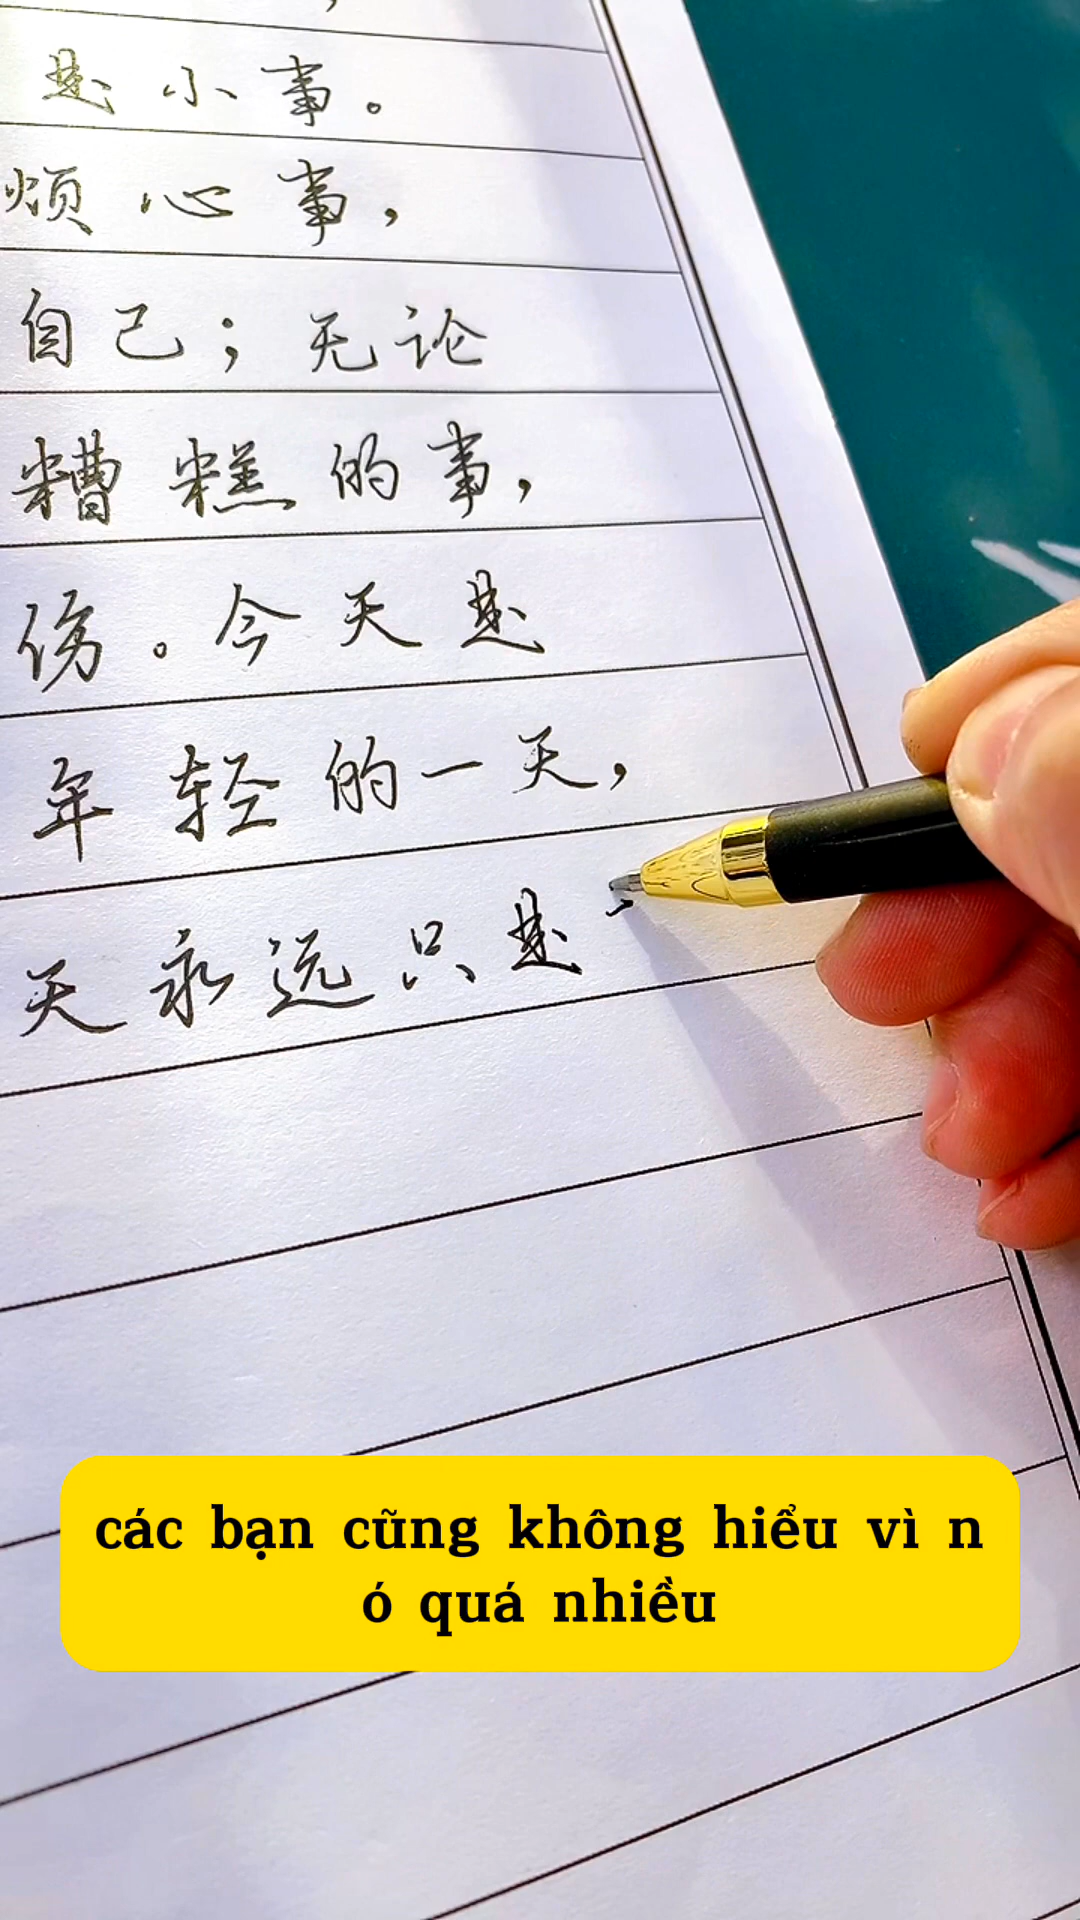 是小事。
烦心事，
自己；无论
糟糕的事，
伤。今天是
年轻的一天，
天永远只是
các bạn cũng không hiểu vì n
ó quá nhiều